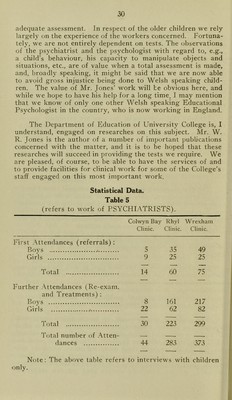 30
adequate assessment. In respect of the older children we rely
largely on the experience of the workers concerned. Fortuna-
tely, we are not entirely dependent on tests. The observations
of the psychiatrist and the psychologist with regard to, e.g.,
a child's behaviour, his capacity to manipulate objects and
situations, etc., are of value when a total assessment is made,
and, broadly speaking, it might be said that we are now able
to avoid gross injustice being done to Welsh speaking child-
ren. The value of Mr. Jones' work will be obvious here, and
while we hope to have his help for a long time, I may mention
that we know of only one other Welsh speaking Educational
Psychologist in the country, who is now working in England.
The Department of Education of University College is, I
understand, engaged on researches on this subject. Mr. W.
R. Jones is the author of a number of important publications
concerned with the matter, and it is to be hoped that these
researches will succeed in providing the tests we require. We
are pleased, of course, to be able to have the services of and
to provide facilities for clinical work for some of the College's
staff engaged on this most important work.
Statistical Data.
Table 5
(refers to work of PSYCHIATRISTS).
Colwyn Bay Rhyl Wrexham
Clinic. Clinic. Clinic.
First Attendances (referrals) :
Boys ................... 5 35 49
Girls ................... 9 25 25
Total ............... 14 60 75
Further Attendances (Re-exam.
and Treatments) :
Boys ................... 8 161 217
Girls ................... 22 62 82
Total ............... 30 223 299
Total number of Atten-
dances ............... 44 283 373
Note : The above table refers to interviews with children
only.